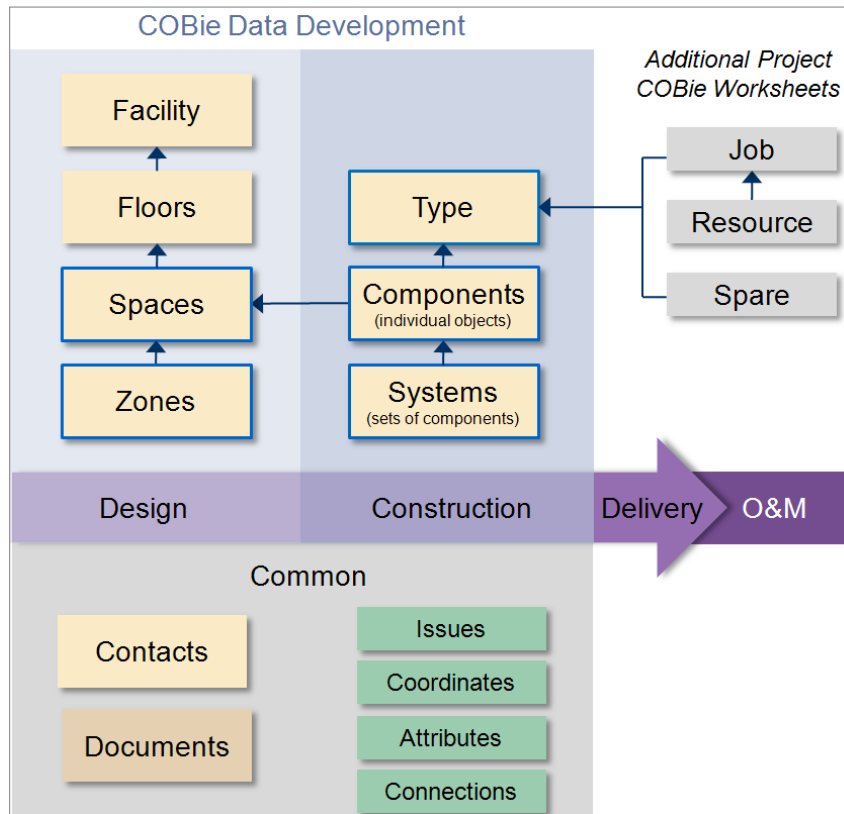 COBie Data Development
Additional Project
COBie Worksheets
Facility
Floors
Spaces
Zones
Type
Components
(individual objects)
Systems
(sets of components)
Job
Resource
Spare
Design
Construction
Delivery
O&M
Common
Contacts
Documents
Issues
Coordinates
Attributes
Connections